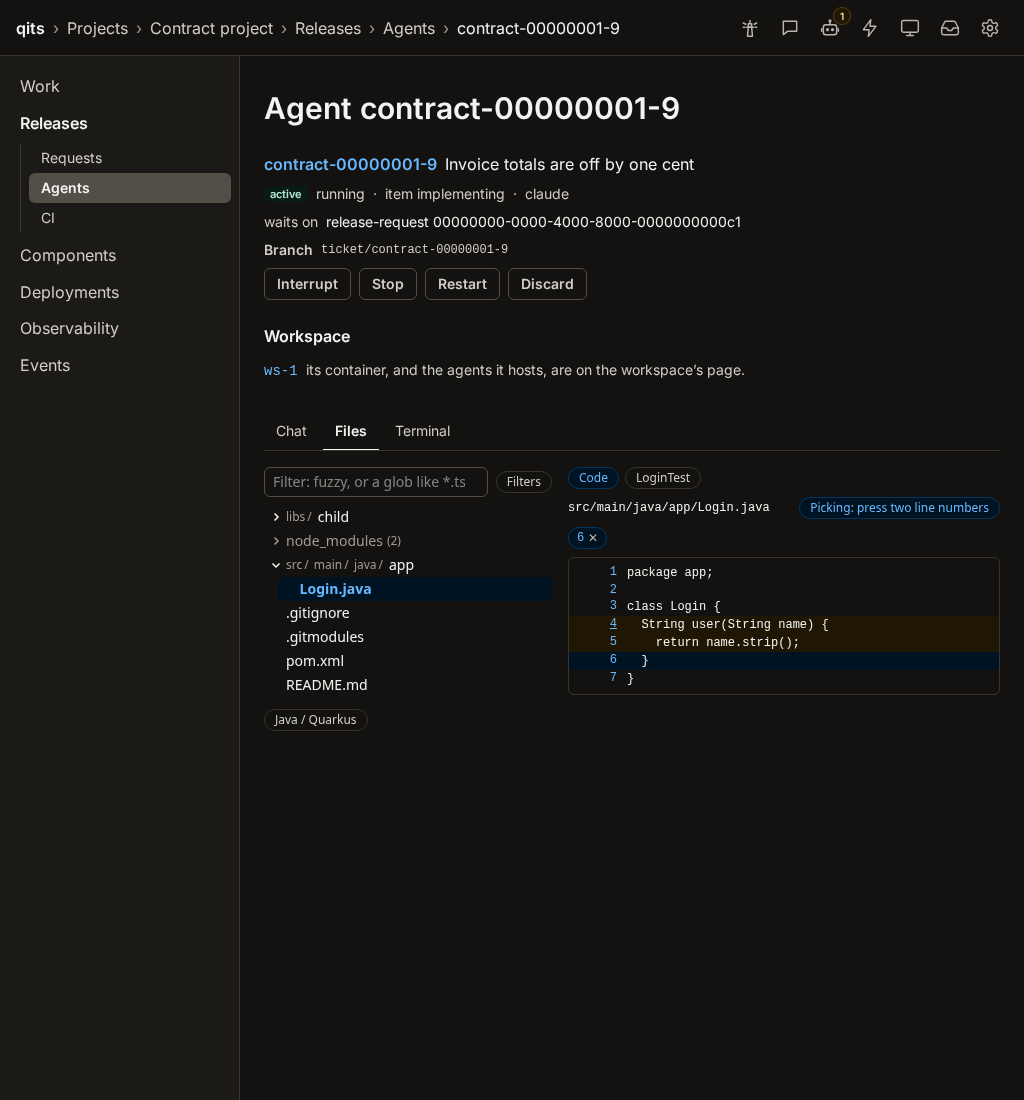 qits › Projects › Contract project › Releases › Agents › contract-00000001-9
1
Work
Releases
Requests
Agents
CI
Components
Deployments
Observability
Events
Agent contract-00000001-9
contract-00000001-9 Invoice totals are off by one cent
active running · item implementing · claude
waits on release-request 00000000-0000-4000-8000-0000000000c1
Branch ticket/contract-00000001-9
Interrupt Stop Restart Discard
Workspace
ws-1 its container, and the agents it hosts, are on the workspace’s page.
Chat Files Terminal
Filter: fuzzy, or a glob like *.ts Filters
libs/ child
node_modules (2)
src/ main/ java/ app
Login.java
.gitignore
.gitmodules
pom.xml
README.md
Java / Quarkus
Code LoginTest
src/main/java/app/Login.java Picking: press two line numbers
6 ✕
1 package app;
2
3 class Login {
4 String user(String name) {
5 return name.strip();
6 }
7 }